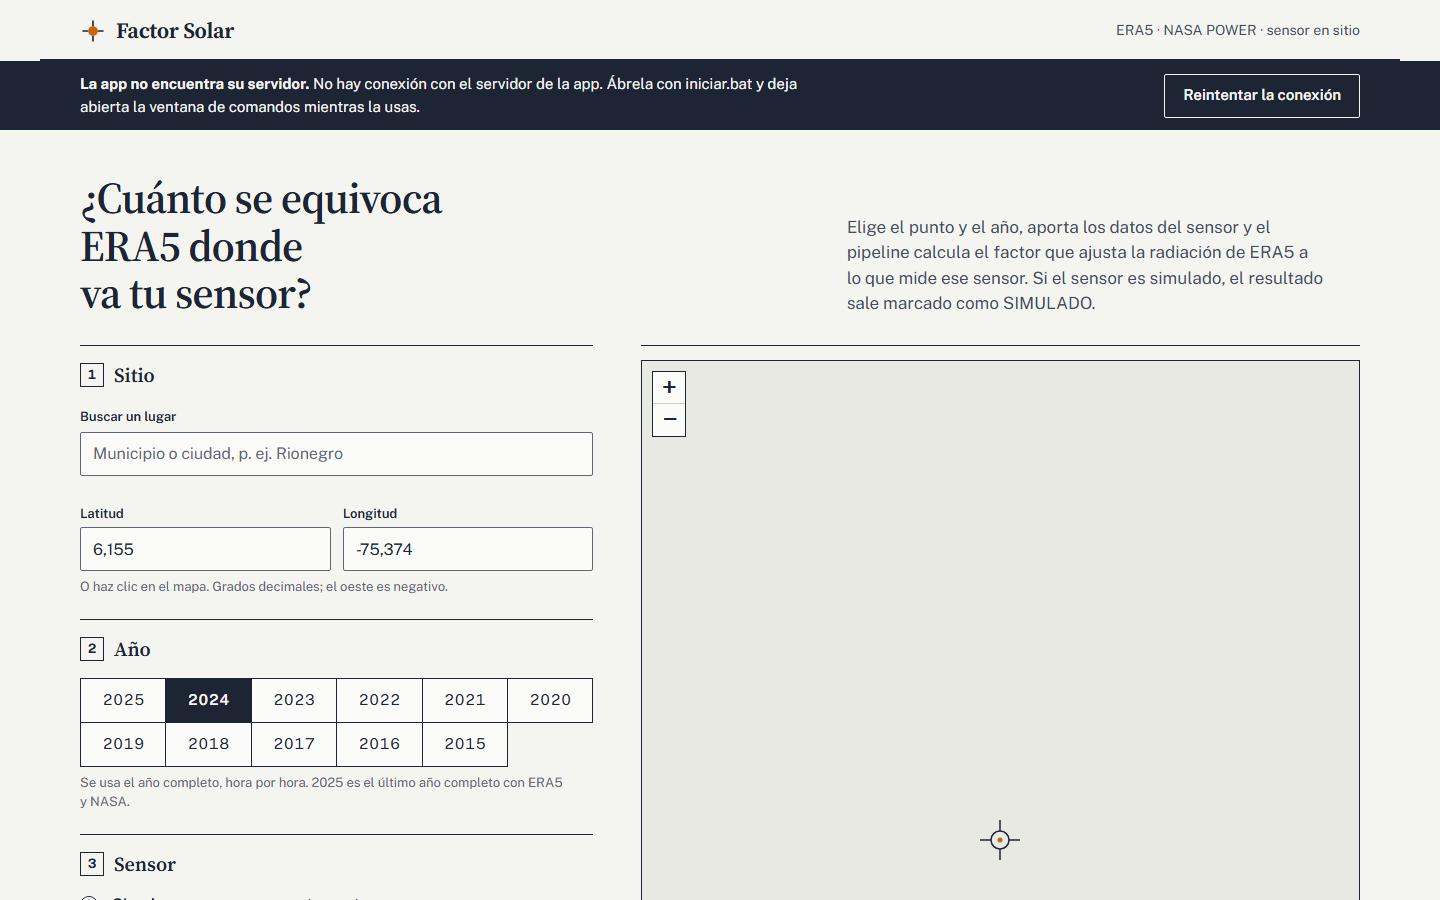 Factor Solar
ERA5 · NASA POWER · sensor en sitio
La app no encuentra su servidor. No hay conexión con el servidor de la app. Ábrela con iniciar.bat y deja
abierta la ventana de comandos mientras la usas.
Reintentar la conexión
¿Cuánto se equivoca
ERA5 donde
va tu sensor?
Elige el punto y el año, aporta los datos del sensor y el
pipeline calcula el factor que ajusta la radiación de ERA5 a
lo que mide ese sensor. Si el sensor es simulado, el resultado
sale marcado como SIMULADO.
1 Sitio
Buscar un lugar
Municipio o ciudad, p. ej. Rionegro
Latitud Longitud
6,155 -75,374
O haz clic en el mapa. Grados decimales; el oeste es negativo.
2 Año
2025 2024 2023 2022 2021 2020
2019 2018 2017 2016 2015
Se usa el año completo, hora por hora. 2025 es el último año completo con ERA5
y NASA.
3 Sensor
+
−